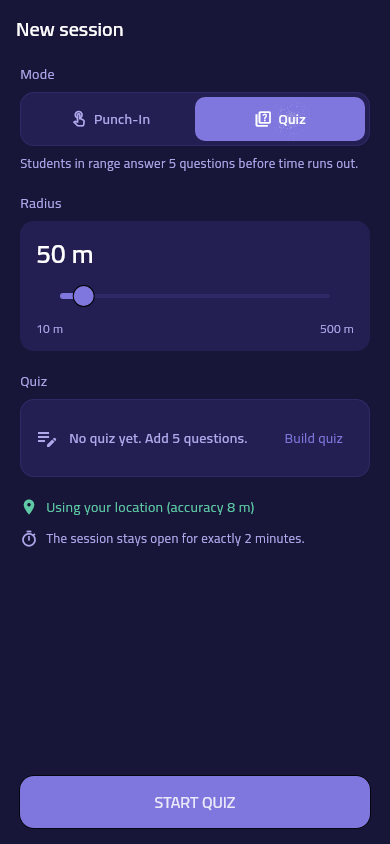 New session
Mode
Punch-In
Quiz
Students in range answer 5 questions before time runs out.
Radius
50 m
10 m
500 m
Quiz
No quiz yet. Add 5 questions.
Build quiz
Using your location (accuracy 8 m)
The session stays open for exactly 2 minutes.
START QUIZ